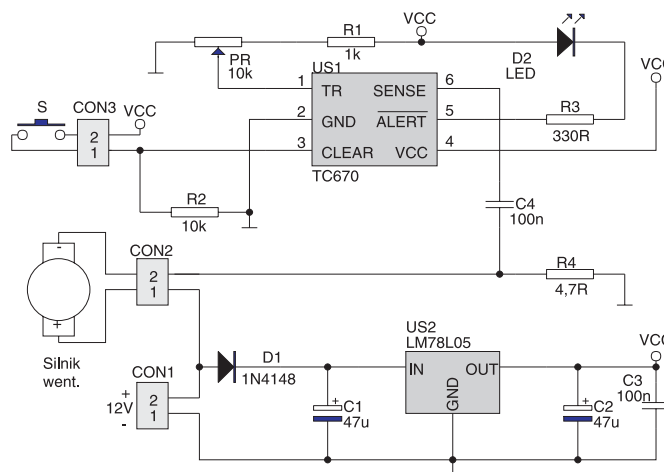 VCC
R1
1k
PR
10k
D2
LED
VCC
US1
1
TR
SENSE
6
2
GND
ALERT
5
3
CLEAR
VCC
4
TC670
R3
330R
S
CON3
VCC
2
1
R2
10k
C4
100n
CON2
2
1
R4
4,7R
-
+
Silnik
went.
CON1
+
12V
-
2
1
D1
1N4148
US2
LM78L05
IN
OUT
GND
VCC
+
C1
47u
+
C2
47u
C3
100n